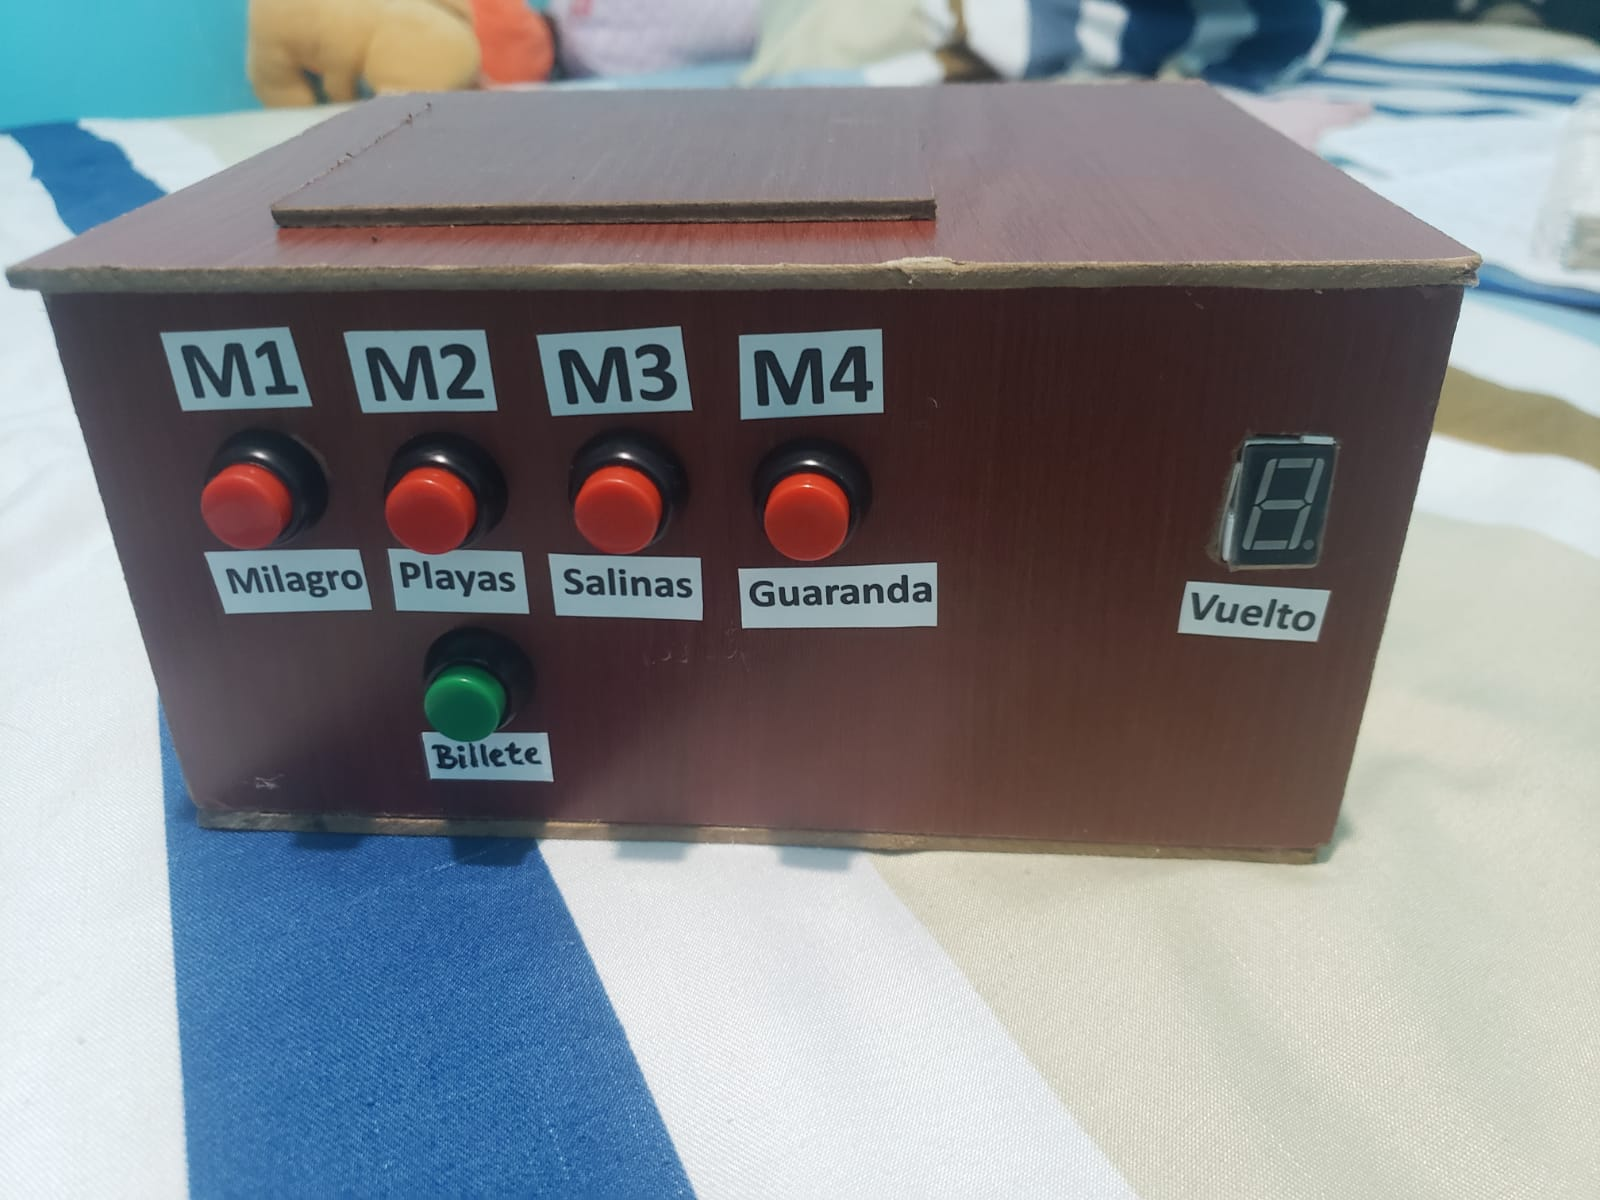 M1 M2 M3 M4
Milagro Playas Salinas Guaranda
Vuelto
Billete